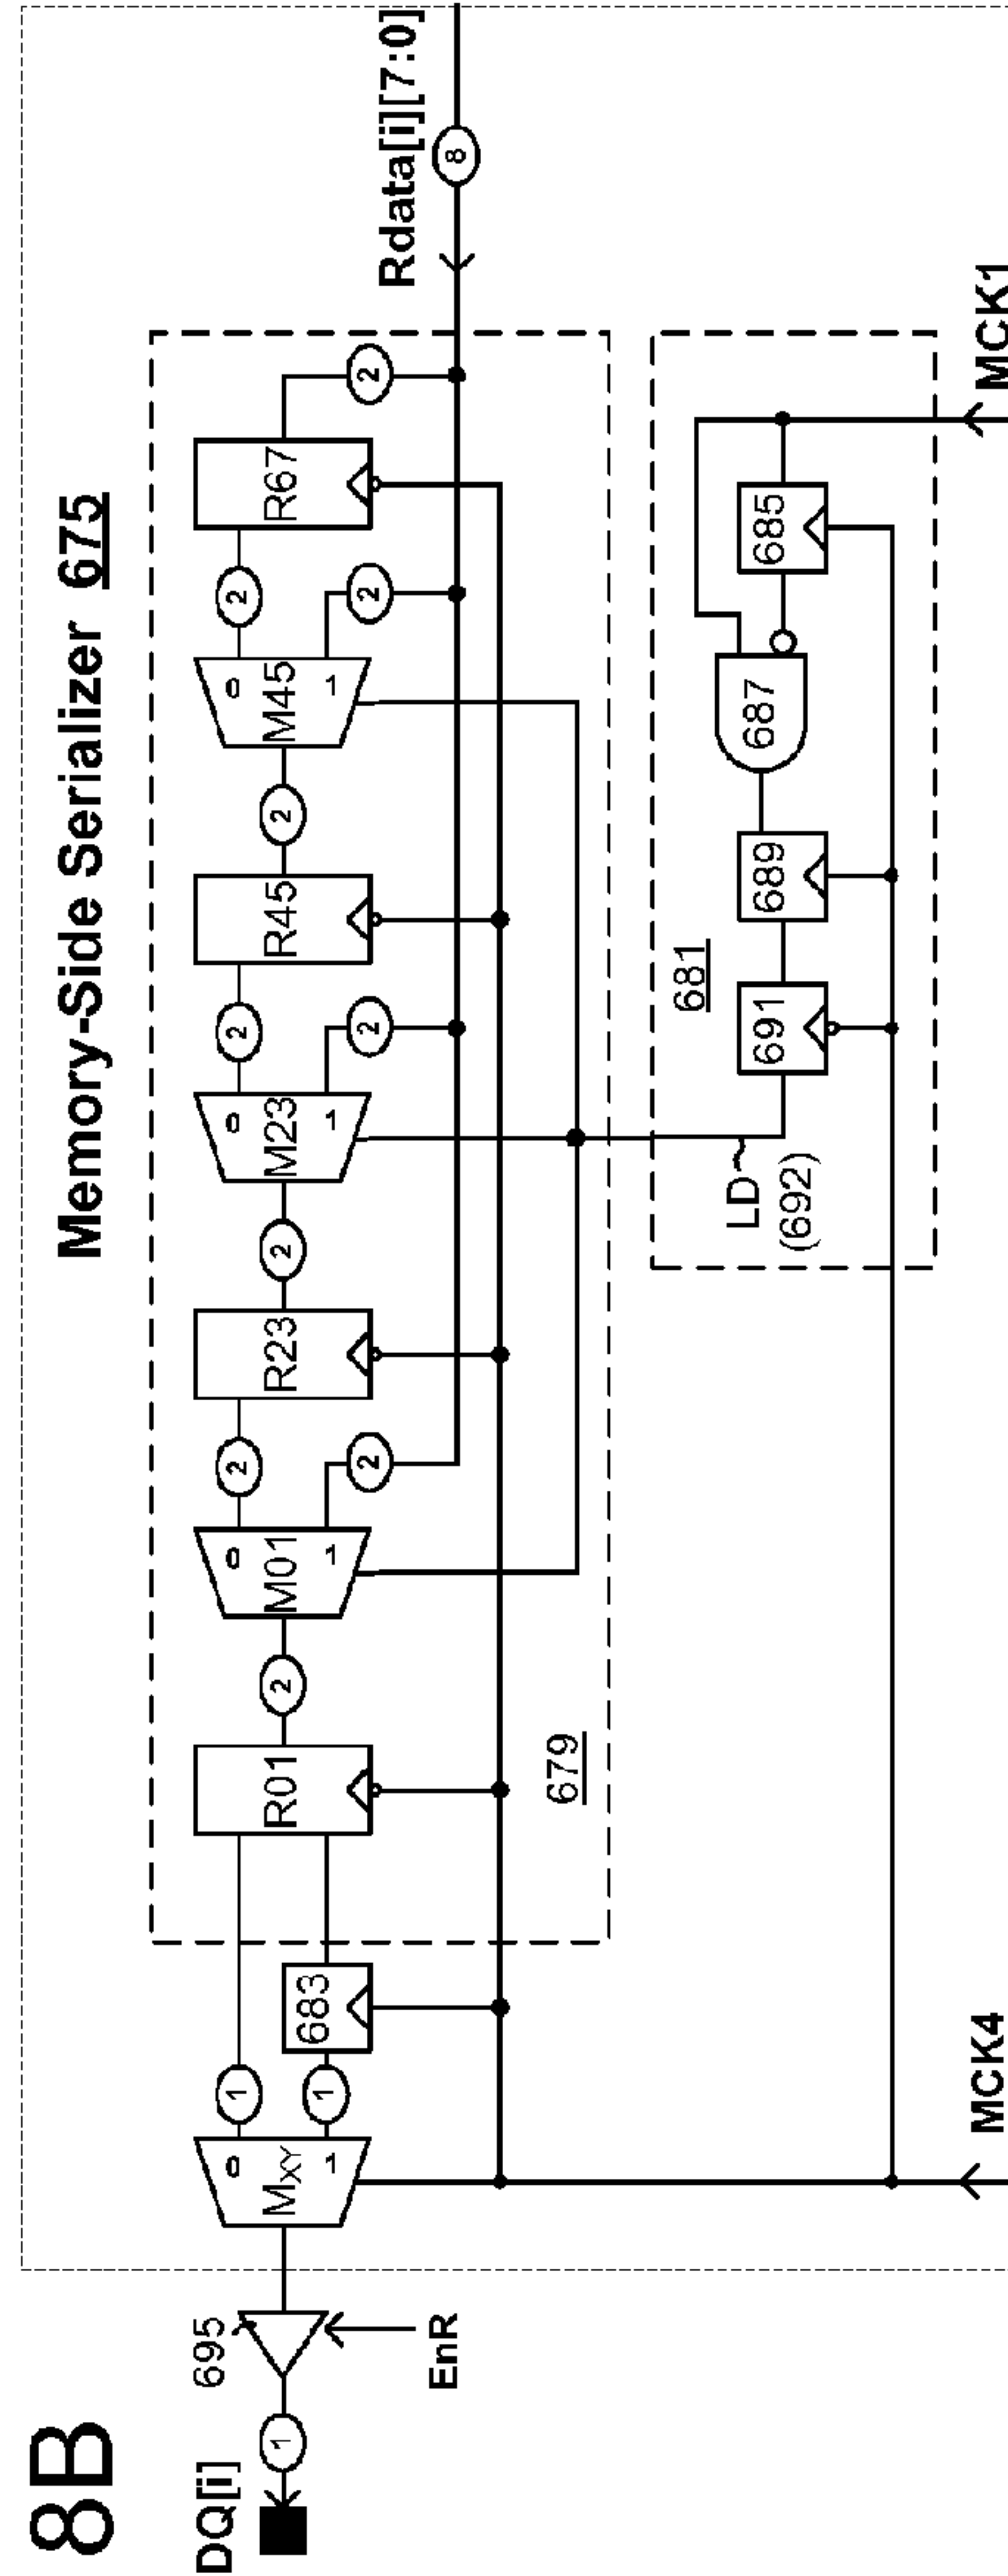 8B
Memory-Side Serializer 675
DQ[i]
1
695
EnR
MXY
0
1
1
1
683
R01
2
M01
0
1
2
2
R23
2
M23
0
1
2
2
R45
2
M45
0
1
2
2
R67
2
Rdata[i][7:0]
8
679
681
LD
(692)
691
689
687
685
MCK4
MCK1